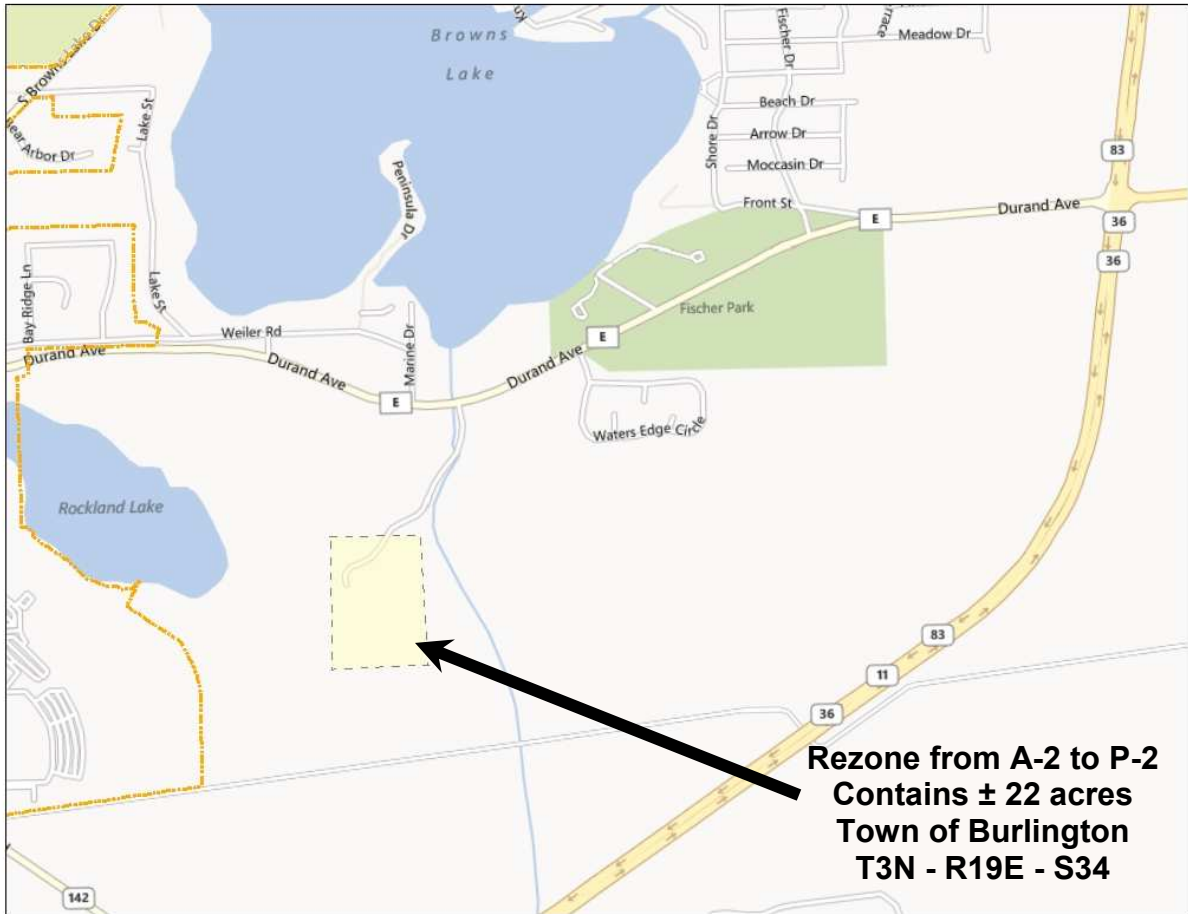 Browns
Lake
Kn
S Browns Lake Dr
Lake St
Fischer Dr
Meadow Dr
Beach Dr
Arrow Dr
Moccasin Dr
Shore Dr
Front St
Peninsula Dr
83
E
Durand Ave
36
36
Bay Ridge Ln
Lake St
Weiler Rd
Marine Dr
Fischer Park
E
Durand Ave
Durand Ave
E
Durand Ave
Waters Edge Circle
Rockland Lake
83
11
36
142
Rezone from A-2 to P-2
Contains ± 22 acres
Town of Burlington
T3N - R19E - S34